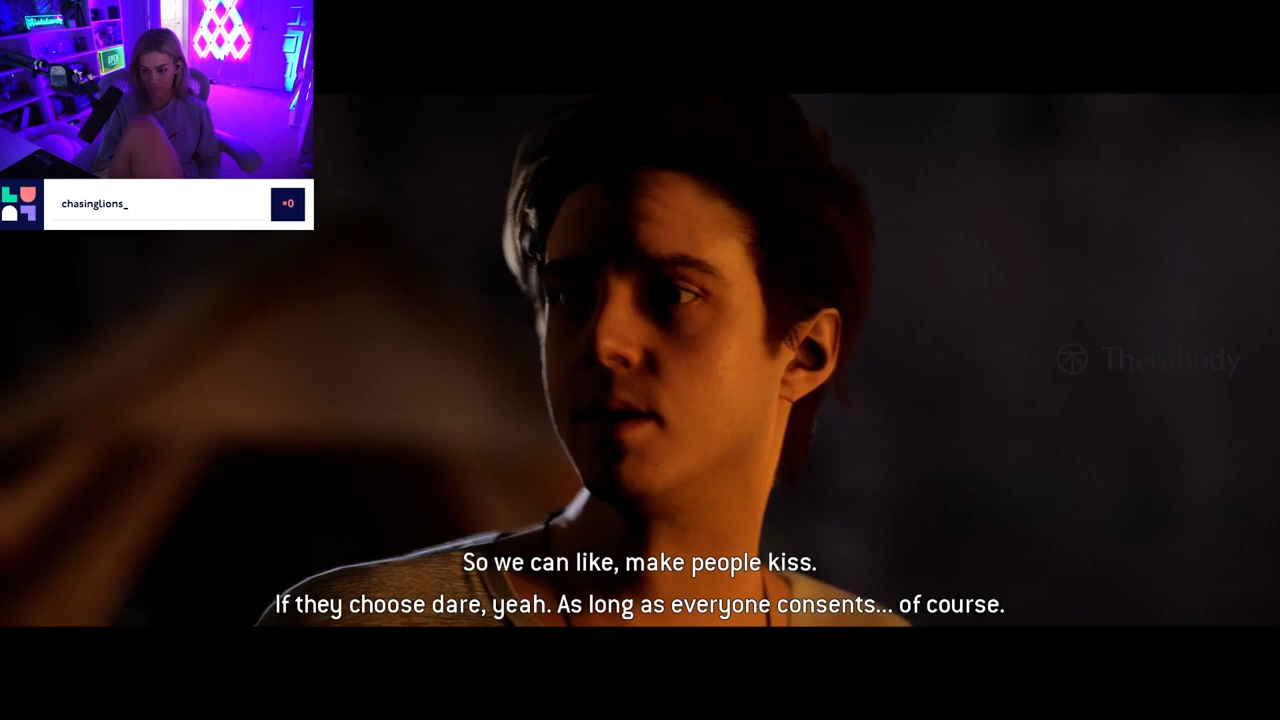 chasinglions_
×0
Therabody
So we can like, make people kiss.
If they choose dare, yeah. As long as everyone consents... of course.